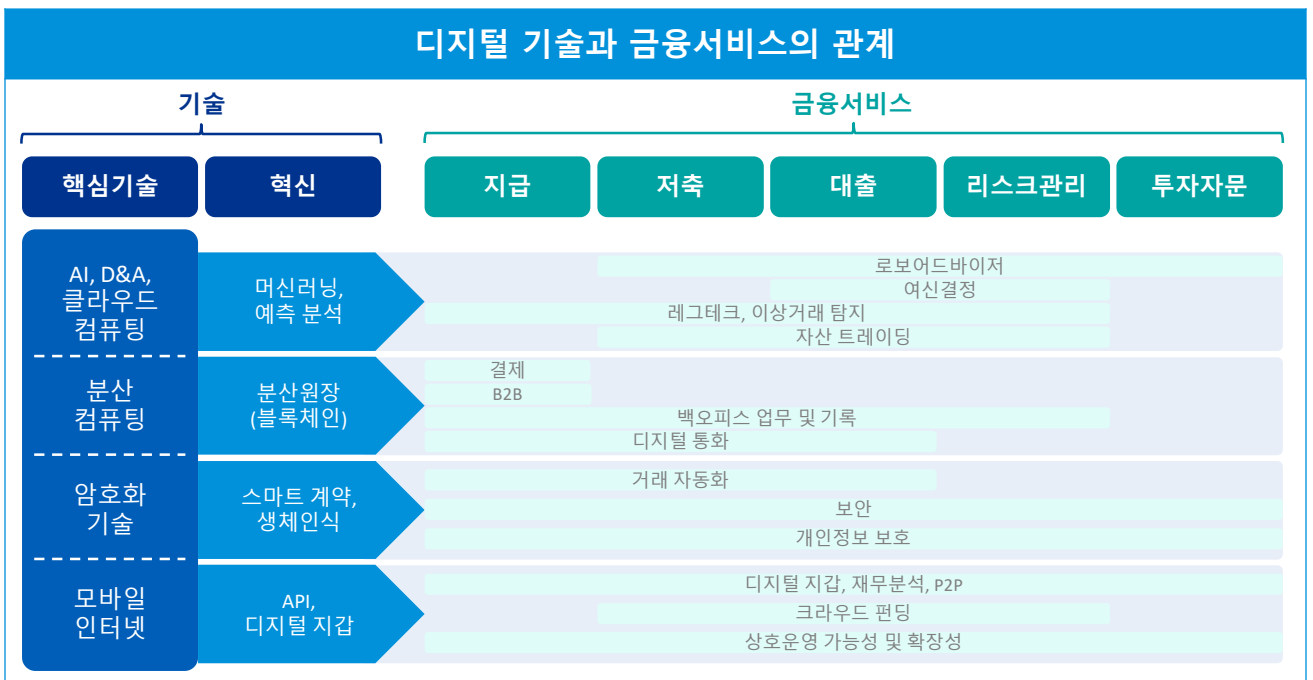 디지털 기술과 금융서비스의 관계
기술
금융서비스
핵심기술
혁신
지급
저축
대출
리스크관리
투자자문
AI, D&A,
클라우드
컴퓨팅
머신러닝,
예측 분석
로보어드바이저
여신결정
레그테크, 이상거래 탐지
자산 트레이딩
분산
컴퓨팅
분산원장
(블록체인)
결제
B2B
백오피스 업무 및 기록
디지털 통화
암호화
기술
스마트 계약,
생체인식
거래 자동화
보안
개인정보 보호
모바일
인터넷
API,
디지털 지갑
디지털 지갑, 재무분석, P2P
크라우드 펀딩
상호운영 가능성 및 확장성